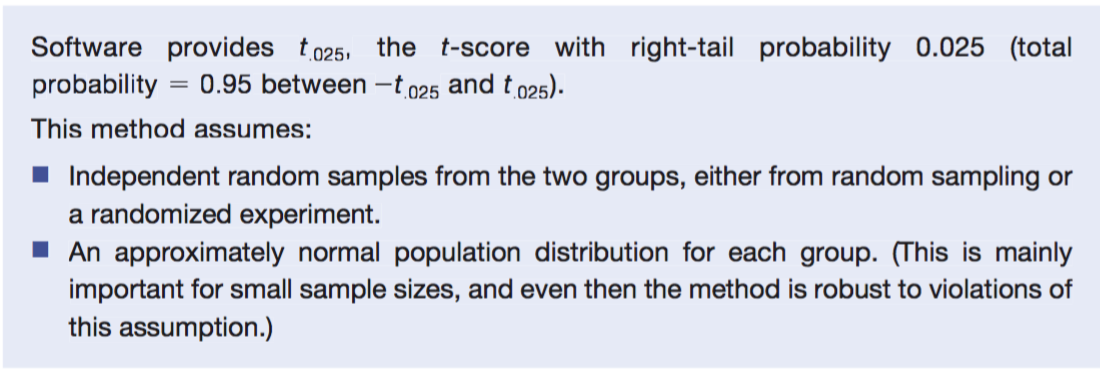 Software provides t.025, the t-score with right-tail probability 0.025 (total
probability = 0.95 between −t.025 and t.025).
This method assumes:
■ Independent random samples from the two groups, either from random sampling or
a randomized experiment.
■ An approximately normal population distribution for each group. (This is mainly
important for small sample sizes, and even then the method is robust to violations of
this assumption.)